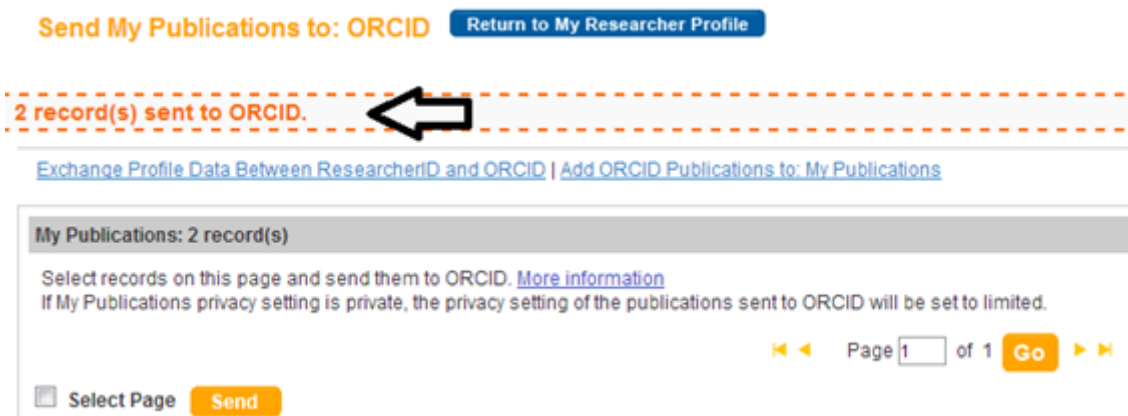 Send My Publications to: ORCID Return to My Researcher Profile
2 record(s) sent to ORCID.
Exchange Profile Data Between ResearcherID and ORCID | Add ORCID Publications to: My Publications
My Publications: 2 record(s)
Select records on this page and send them to ORCID. More information
If My Publications privacy setting is private, the privacy setting of the publications sent to ORCID will be set to limited.
Page 1 of 1 Go
Select Page Send